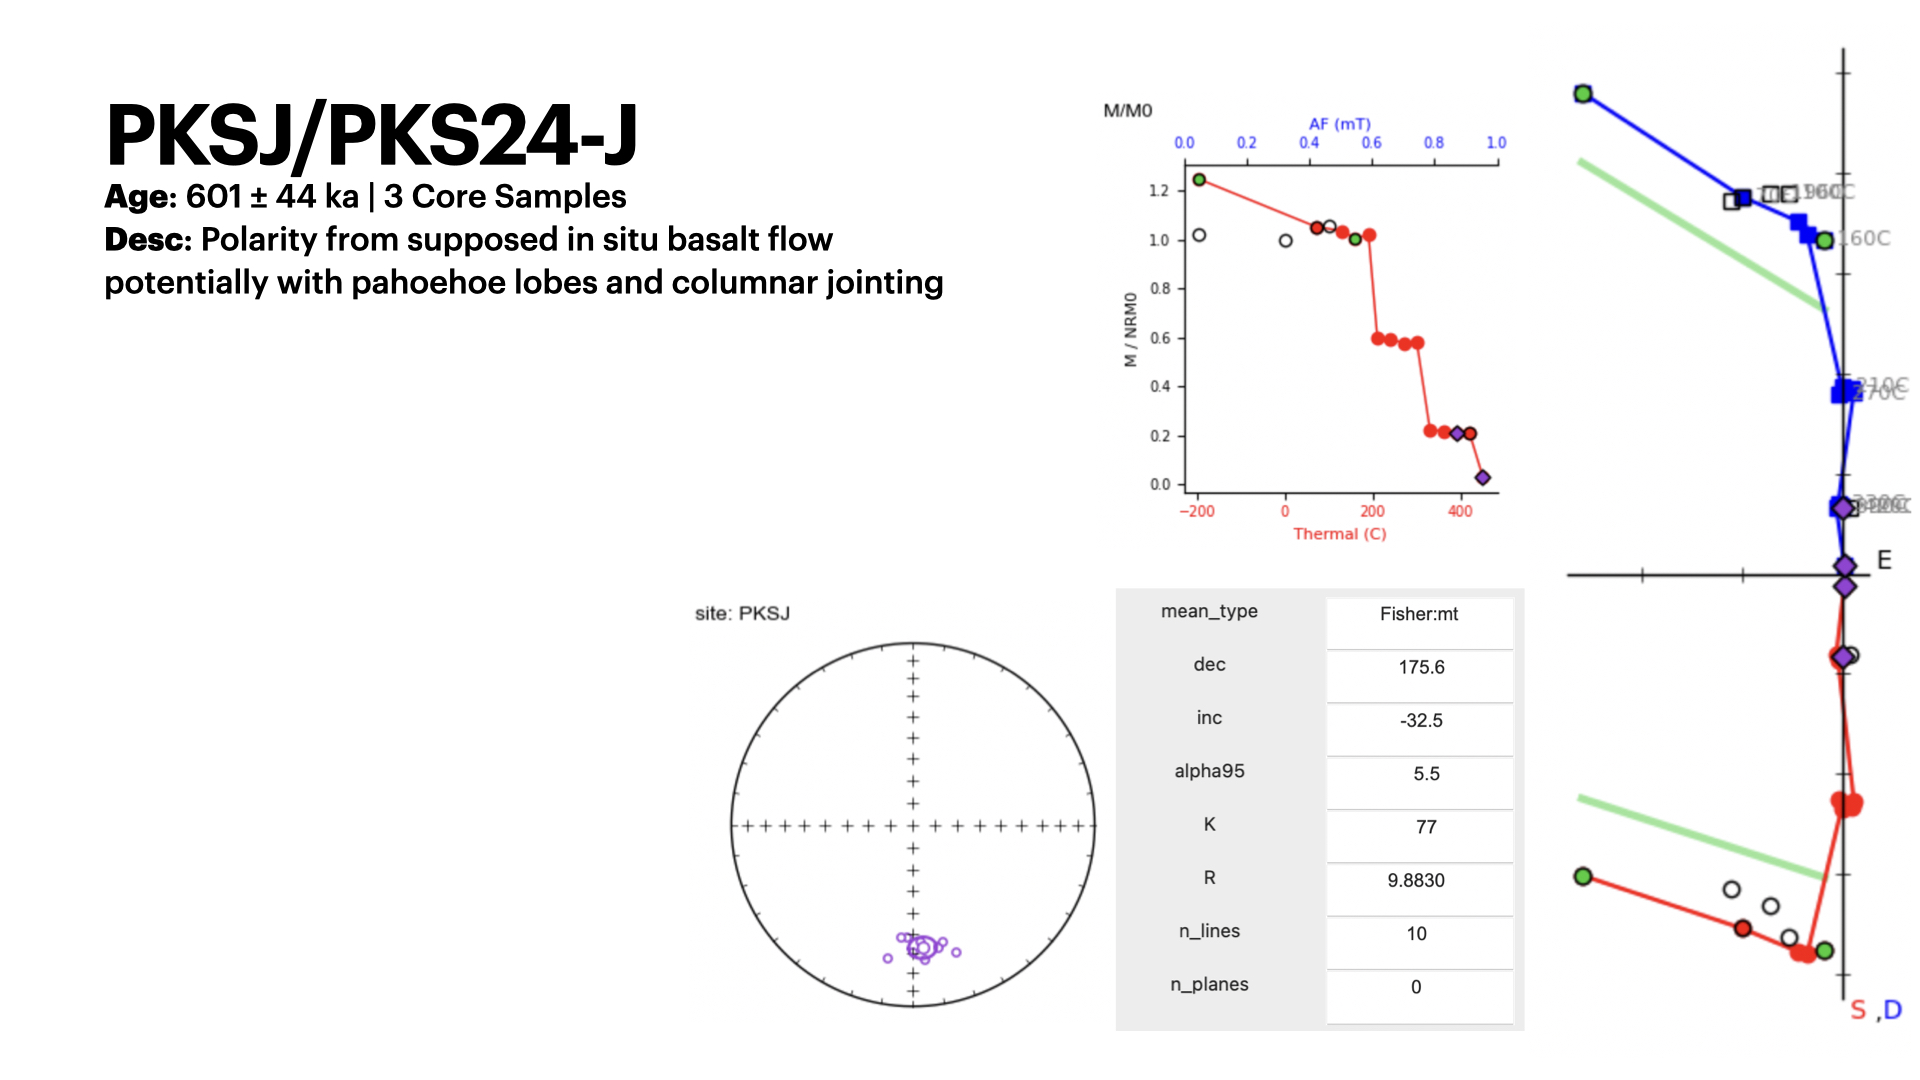 PKSJ/PKS24-J
Age: 601 ± 44 ka | 3 Core Samples
Desc: Polarity from supposed in situ basalt flow
potentially with pahoehoe lobes and columnar jointing
M/M0
AF (mT)
0.0 0.2 0.4 0.6 0.8 1.0
M / NRM0
1.2
1.0
0.8
0.6
0.4
0.2
0.0
−200 0 200 400
Thermal (C)
160C
210C
270C
E
S ,D
site: PKSJ
mean_type Fisher:mt
dec 175.6
inc -32.5
alpha95 5.5
K 77
R 9.8830
n_lines 10
n_planes 0